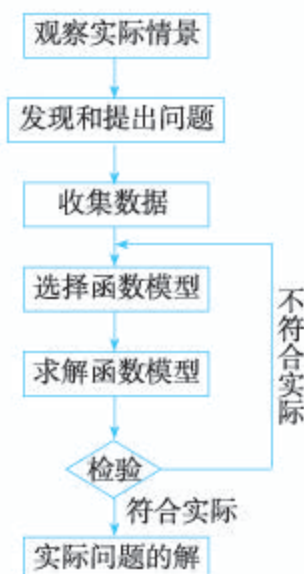 观察实际情景
发现和提出问题
收集数据
选择函数模型
求解函数模型
不符合实际
检验
符合实际
实际问题的解